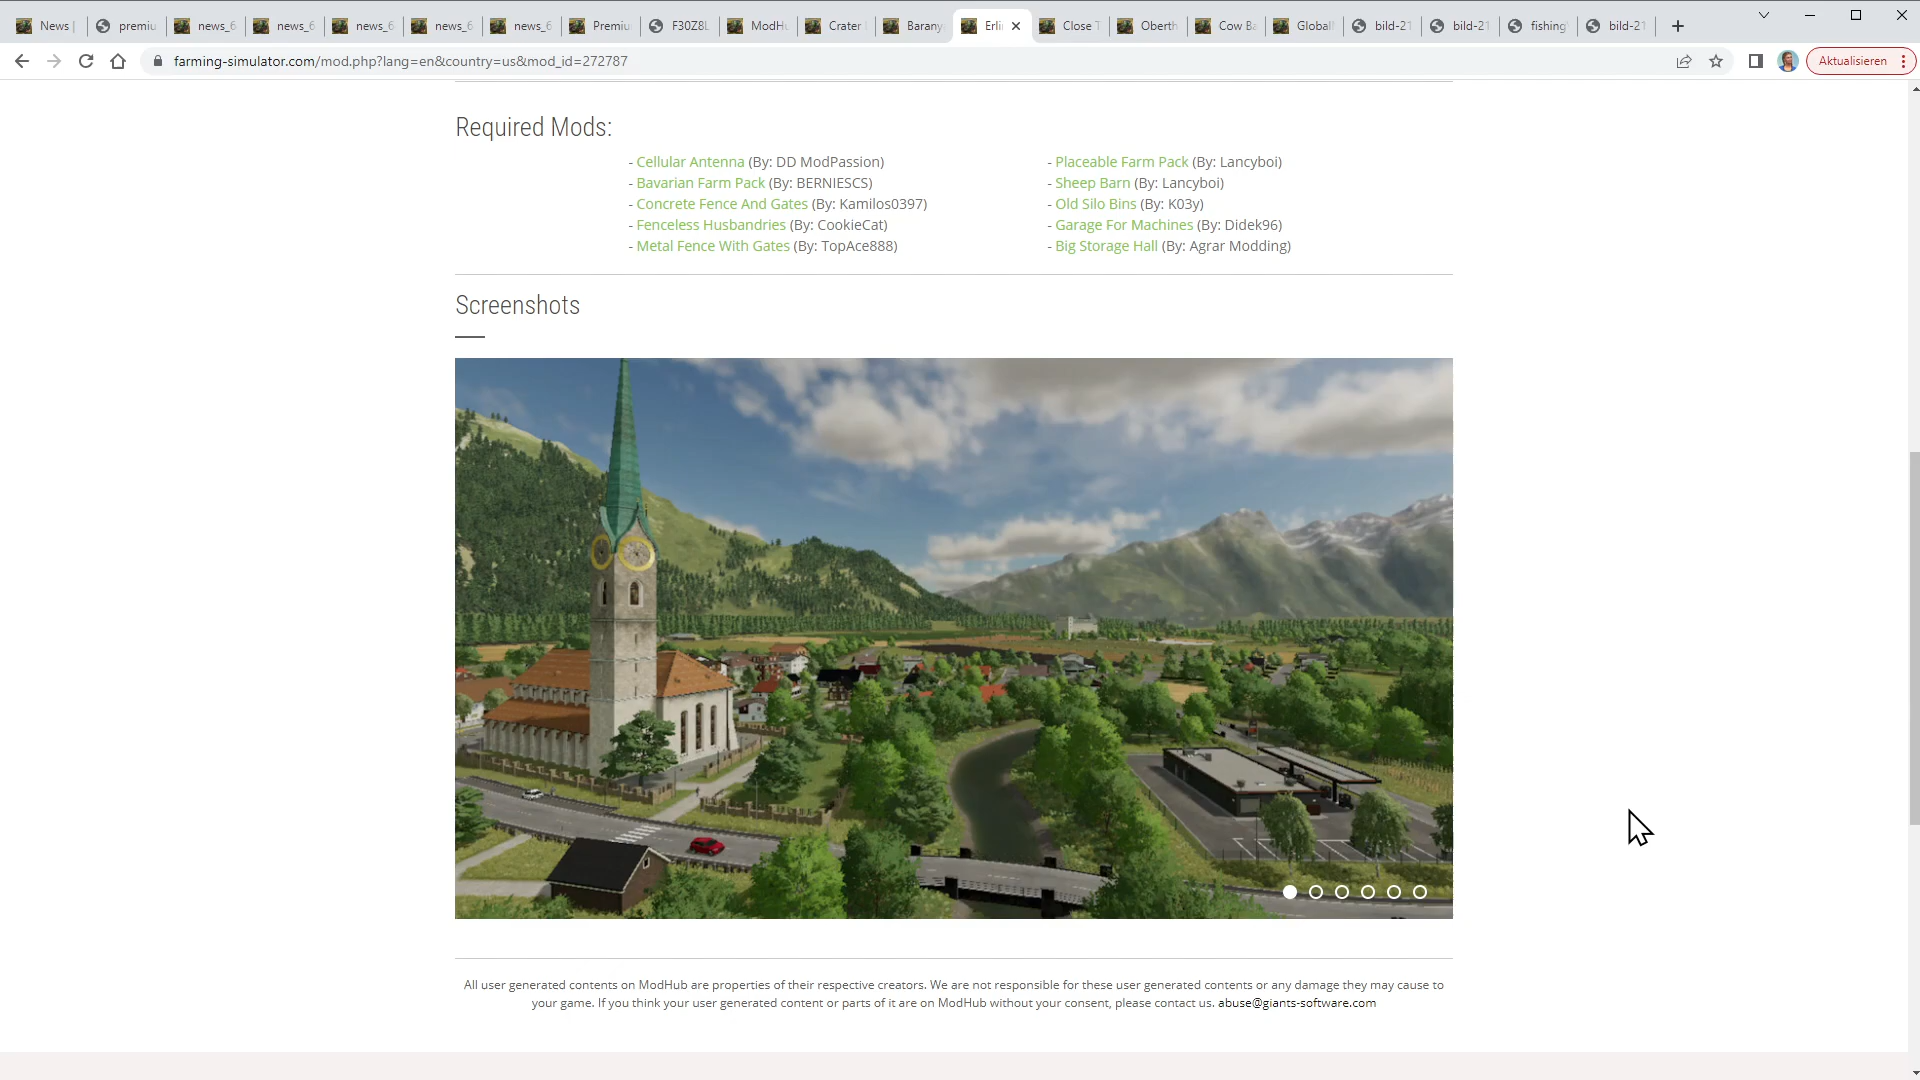 News |
premiu
news_6
news_6
news_6
news_6
news_6
Premiu
F30Z8L
ModHu
Crater
Barany
Erli
Close T
Oberth
Cow Ba
Global
bild-21
bild-21
fishing
bild-21
farming-simulator.com/mod.php?lang=en&country=us&mod_id=272787
Aktualisieren
Required Mods:
- Cellular Antenna (By: DD ModPassion)
- Bavarian Farm Pack (By: BERNIESCS)
- Concrete Fence And Gates (By: Kamilos0397)
- Fenceless Husbandries (By: CookieCat)
- Metal Fence With Gates (By: TopAce888)
- Placeable Farm Pack (By: Lancyboi)
- Sheep Barn (By: Lancyboi)
- Old Silo Bins (By: K03y)
- Garage For Machines (By: Didek96)
- Big Storage Hall (By: Agrar Modding)
Screenshots
All user generated contents on ModHub are properties of their respective creators. We are not responsible for these user generated contents or any damage they may cause to
your game. If you think your user generated content or parts of it are on ModHub without your consent, please contact us. abuse@giants-software.com